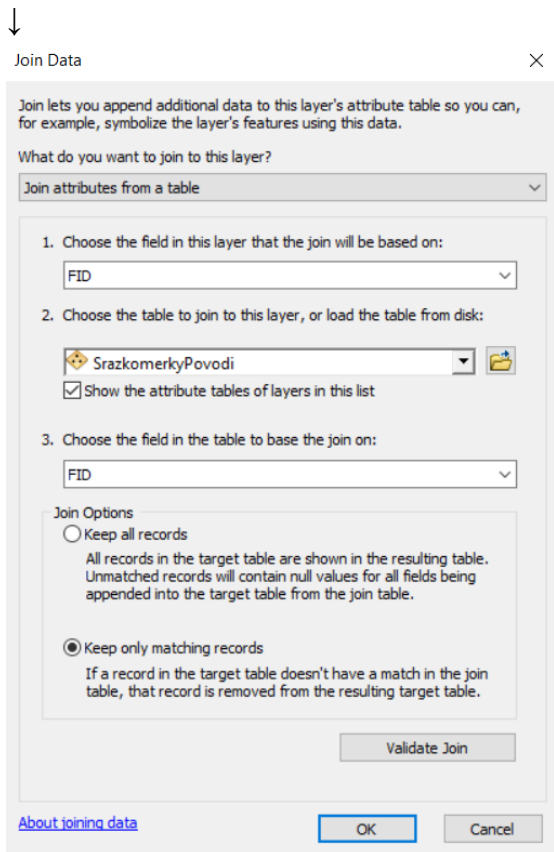 ↓
Join Data
Join lets you append additional data to this layer's attribute table so you can,
for example, symbolize the layer's features using this data.
What do you want to join to this layer?
Join attributes from a table
1. Choose the field in this layer that the join will be based on:
FID
2. Choose the table to join to this layer, or load the table from disk:
SrazkomerkyPovodi
Show the attribute tables of layers in this list
3. Choose the field in the table to base the join on:
FID
Join Options
Keep all records
All records in the target table are shown in the resulting table.
Unmatched records will contain null values for all fields being
appended into the target table from the join table.
Keep only matching records
If a record in the target table doesn't have a match in the join
table, that record is removed from the resulting target table.
Validate Join
About joining data
OK
Cancel